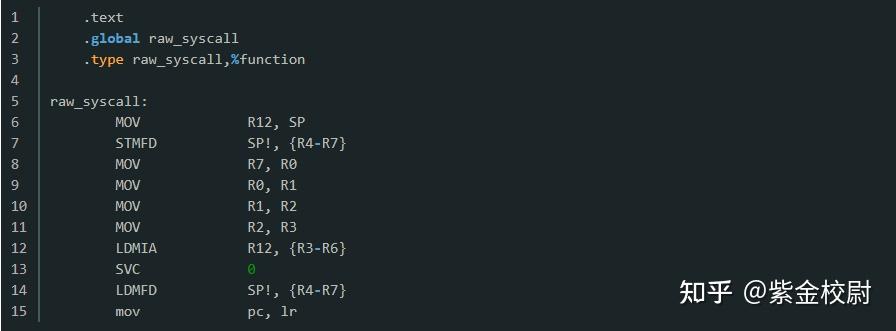 1 .text
2 .global raw_syscall
3 .type raw_syscall,%function
4
5 raw_syscall:
6 MOV R12, SP
7 STMFD SP!, {R4-R7}
8 MOV R7, R0
9 MOV R0, R1
10 MOV R1, R2
11 MOV R2, R3
12 LDMIA R12, {R3-R6}
13 SVC 0
14 LDMFD SP!, {R4-R7}
15 mov pc, lr
知乎 @紫金校尉